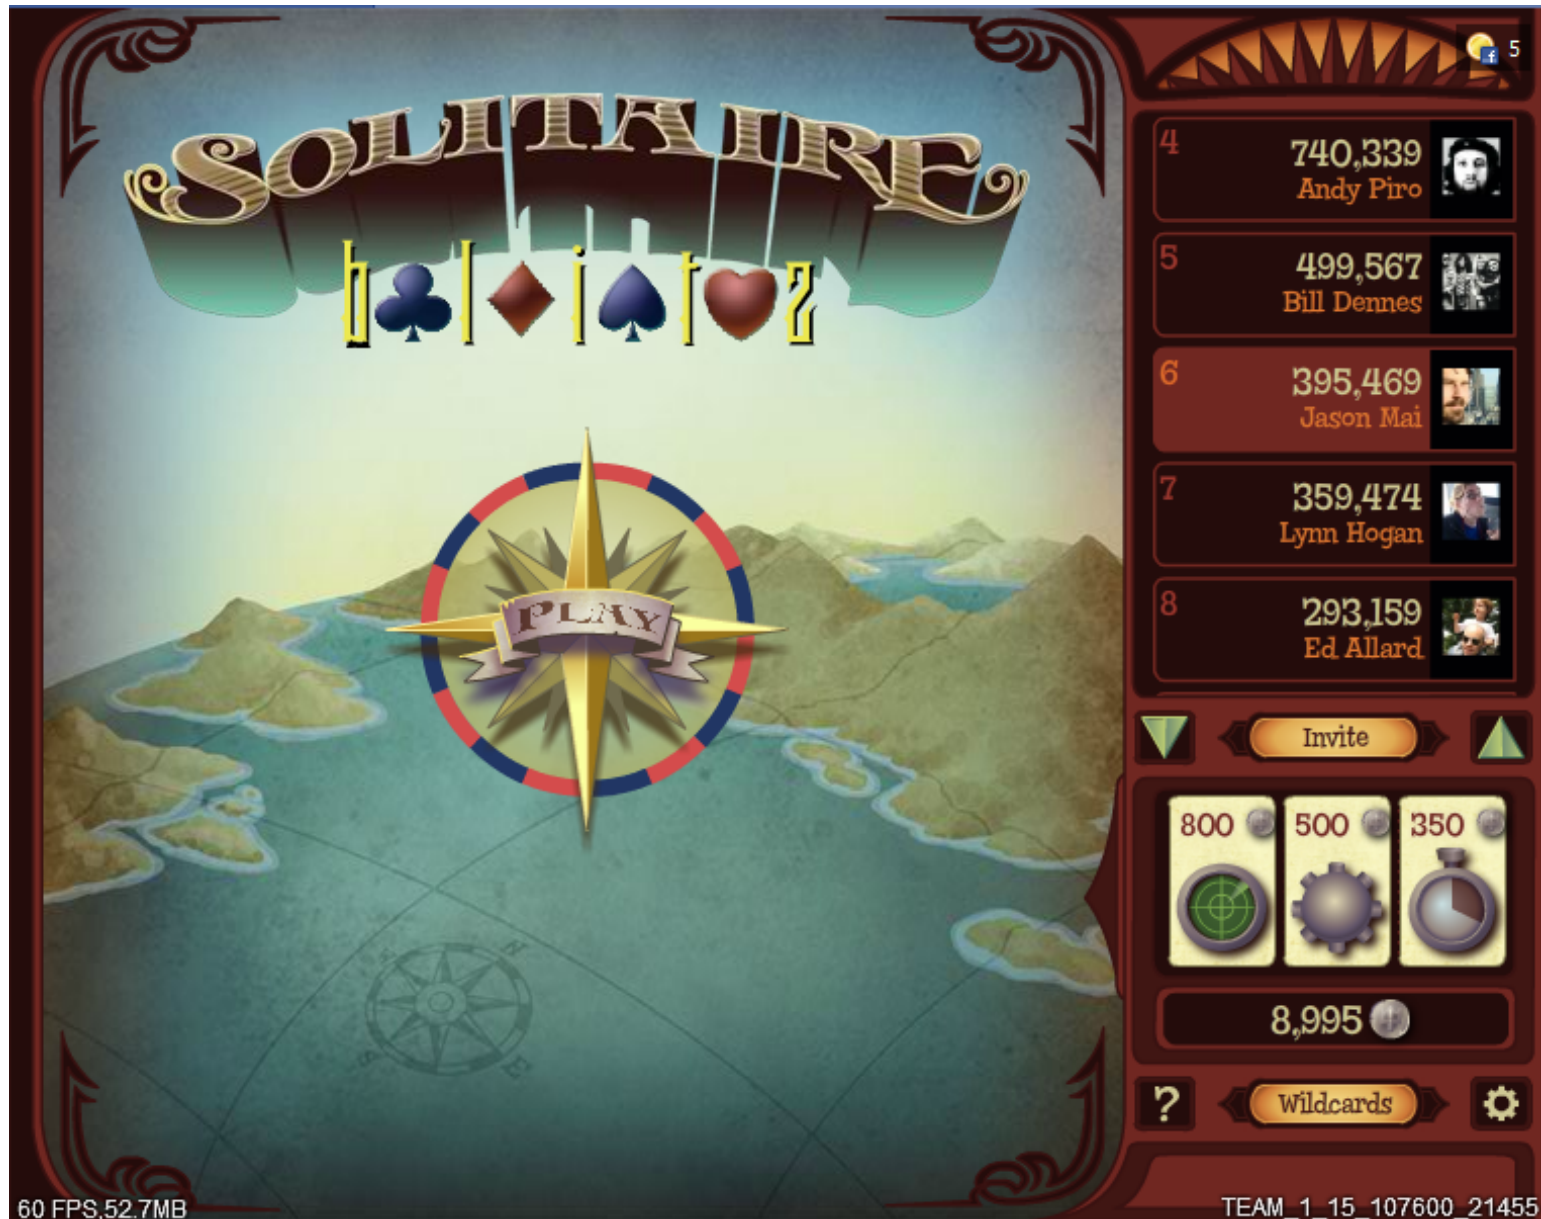 SOLITAIRE
blitz
PLAY
5
4
740,339
Andy Piro
5
499,567
Bill Dennes
6
395,469
Jason Mai
7
359,474
Lynn Hogan
8
293,159
Ed Allard
Invite
800 500 350
8,995
? Wildcards
N
E
S
60 FPS,52.7MB
TEAM_1_15_107600_21455